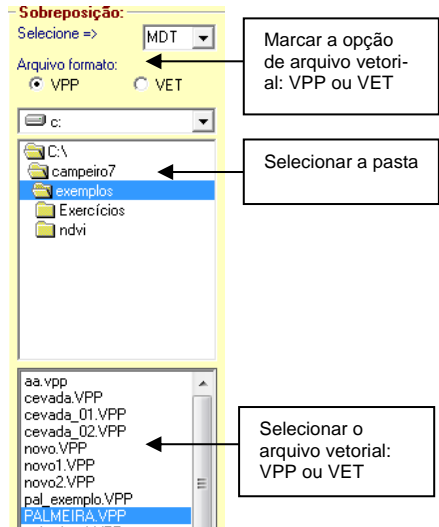 Sobreposição:
Selecione => MDT
Arquivo formato:
VPP VET
c:
C:\
campeiro7
exemplos
Exercícios
ndvi
aa.vpp
cevada.VPP
cevada_01.VPP
cevada_02.VPP
novo.VPP
novo1.VPP
novo2.VPP
pal_exemplo.VPP
PALMEIRA.VPP
Marcar a opção
de arquivo vetori-
al: VPP ou VET
Selecionar a pasta
Selecionar o
arquivo vetorial:
VPP ou VET